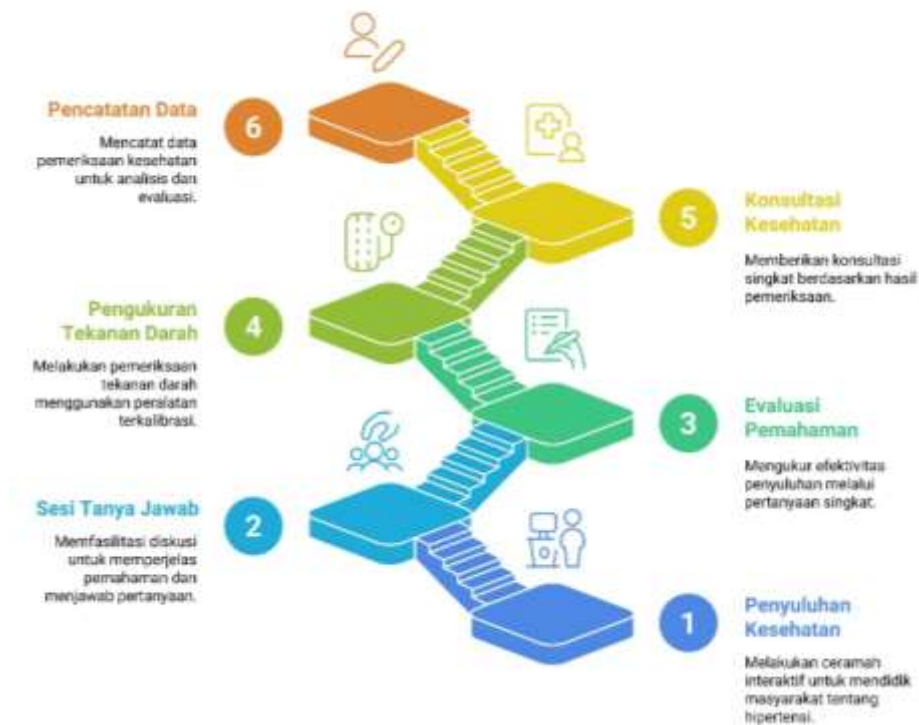 Pencatatan Data
6
Mencatat data
pemeriksaan kesehatan
untuk analisis dan
evaluasi.
5
Konsultasi
Kesehatan
Memberikan konsultasi
singkat berdasarkan hasil
pemeriksaan.
Pengukuran
Tekanan Darah
4
Melakukan pemeriksaan
tekanan darah
menggunakan peralatan
terkalibrasi.
3
Evaluasi
Pemahaman
Mengukur efektivitas
penyuluhan melalui
pertanyaan singkat.
Sesi Tanya Jawab
2
Memfasilitasi diskusi
untuk memperjelas
pemahaman dan
menjawab pertanyaan.
1
Penyuluhan
Kesehatan
Melakukan ceramah
interaktif untuk mendidik
masyarakat tentang
hipertensi.